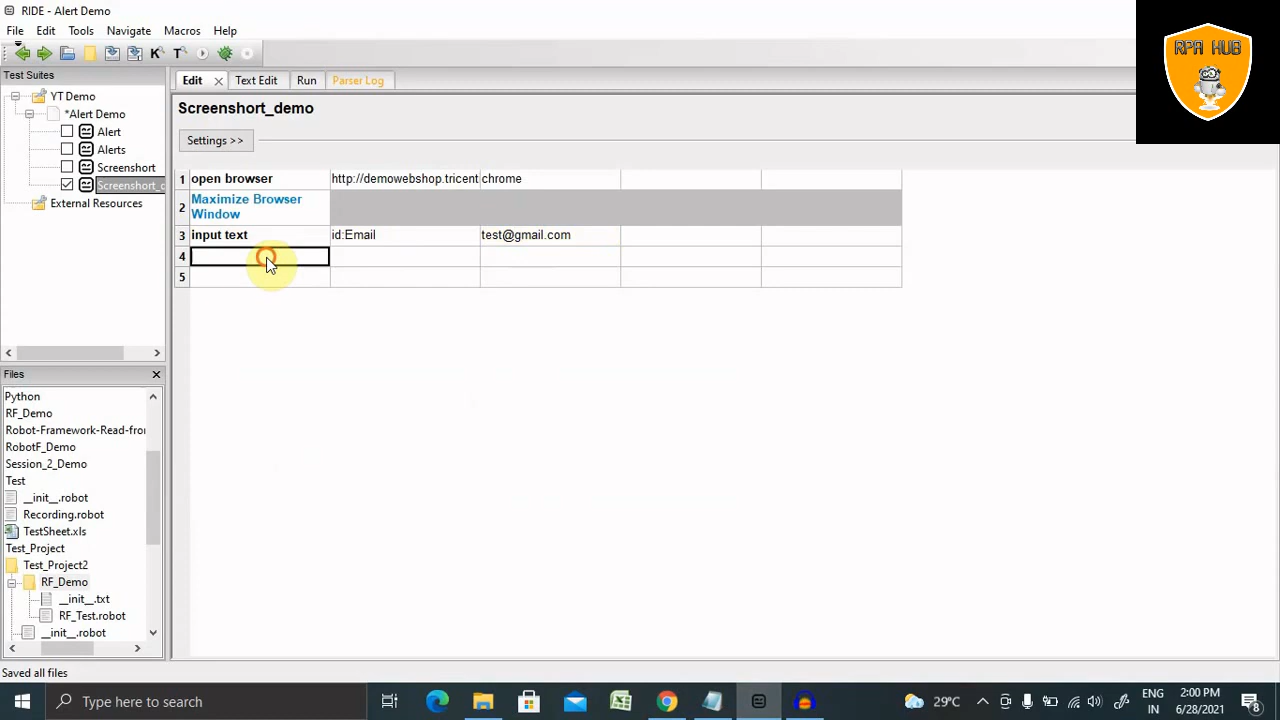 RIDE - Alert Demo
File Edit Tools Navigate Macros Help
RPA HUB
Test Suites
Edit Text Edit Run Parser Log
YT Demo
*Alert Demo
Alert
Alerts
Screenshort
Screenshort_d
External Resources
Screenshort_demo
Settings >>
1 open browser http://demowebshop.tricent chrome
2 Maximize Browser
Window
3 input text id:Email test@gmail.com
4
5
Files
Python
RF_Demo
Robot-Framework-Read-fror
RobotF_Demo
Session_2_Demo
Test
__init__.robot
Recording.robot
TestSheet.xls
Test_Project
Test_Project2
RF_Demo
__init__.txt
RF_Test.robot
__init__.robot
Saved all files
Type here to search
29°C
ENG
IN
2:00 PM
6/28/2021
8